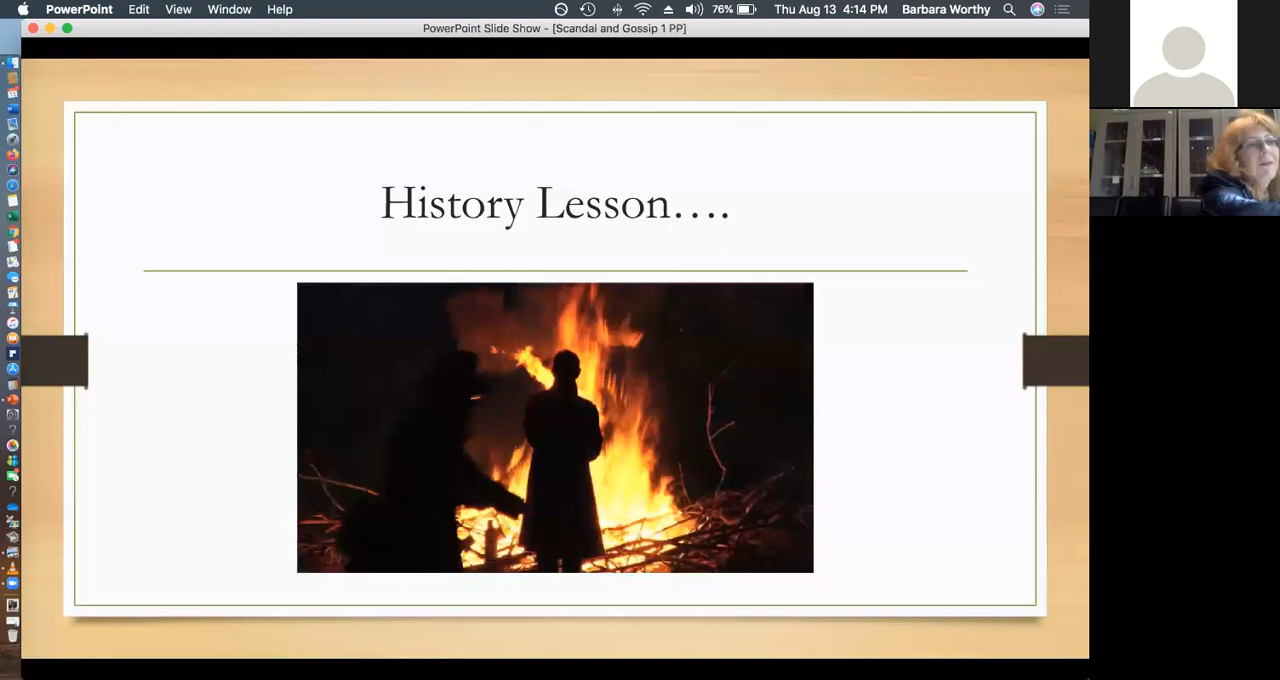 PowerPoint Edit View Window Help 76% Thu Aug 13 4:14 PM Barbara Worthy
PowerPoint Slide Show - [Scandal and Gossip 1 PP]
History Lesson….